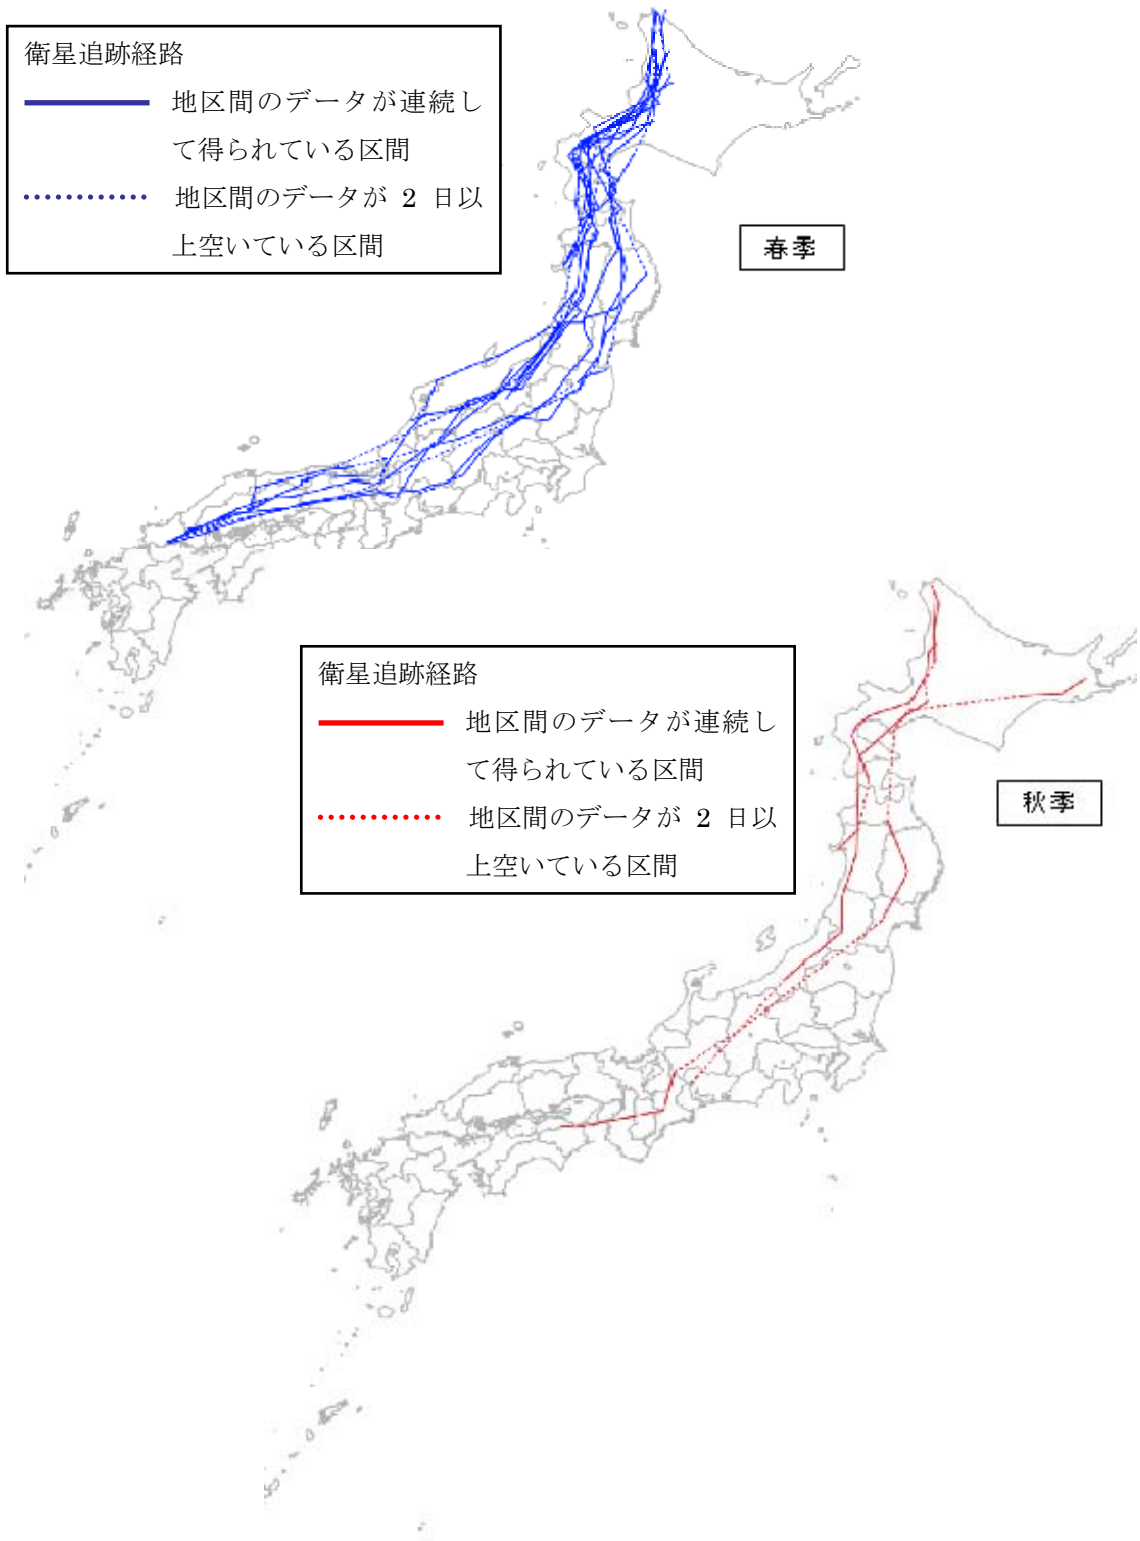 衛星追跡経路
地区間のデータが連続し
て得られている区間
地区間のデータが 2 日以
上空いている区間
春季
衛星追跡経路
地区間のデータが連続し
て得られている区間
地区間のデータが 2 日以
上空いている区間
秋季